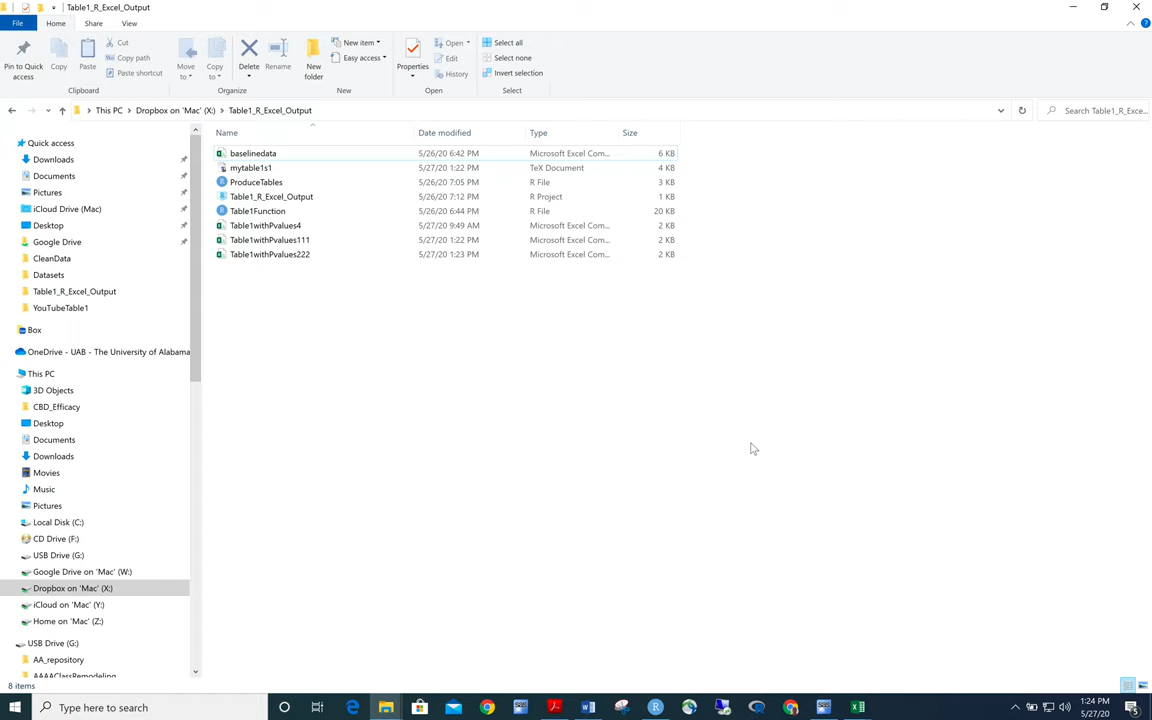 Table1_R_Excel_Output
File Home Share View
Pin to Quick access
Copy
Paste
Cut
Copy path
Paste shortcut
Clipboard
Move to
Copy to
Delete
Rename
Organize
New folder
New item
Easy access
New
Properties
Open
Edit
History
Open
Select all
Select none
Invert selection
Select
This PC Dropbox on 'Mac' (X:) Table1_R_Excel_Output
Search Table1_R_Exce...
Name Date modified Type Size
baselinedata 5/26/20 6:42 PM Microsoft Excel Com... 6 KB
mytable1s1 5/27/20 1:22 PM TeX Document 4 KB
ProduceTables 5/26/20 7:05 PM R File 3 KB
Table1_R_Excel_Output 5/26/20 7:12 PM R Project 1 KB
Table1Function 5/26/20 6:44 PM R File 20 KB
Table1withPvalues4 5/27/20 9:49 AM Microsoft Excel Com... 2 KB
Table1withPvalues111 5/27/20 1:22 PM Microsoft Excel Com... 2 KB
Table1withPvalues222 5/27/20 1:23 PM Microsoft Excel Com... 2 KB
Quick access
Downloads
Documents
Pictures
iCloud Drive (Mac)
Desktop
Google Drive
CleanData
Datasets
Table1_R_Excel_Output
YouTubeTable1
Box
OneDrive - UAB - The University of Alabama
This PC
3D Objects
CBD_Efficacy
Desktop
Documents
Downloads
Movies
Music
Pictures
Local Disk (C:)
CD Drive (F:)
USB Drive (G:)
Google Drive on 'Mac' (W:)
Dropbox on 'Mac' (X:)
iCloud on 'Mac' (Y:)
Home on 'Mac' (Z:)
USB Drive (G:)
AA_repository
AAAAClassRemodeling
8 items
Type here to search
1:24 PM
5/27/20
5